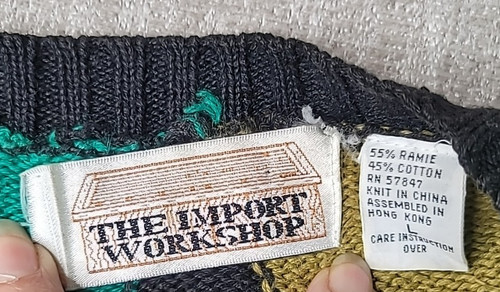 THE IMPORT
WORKSHOP
55% RAMIE
45% COTTON
RN 57847
KNIT IN CHINA
ASSEMBLED IN
HONG KONG
L
CARE INSTRUCTION
OVER